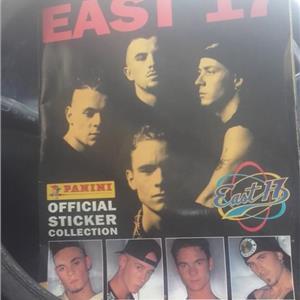 EAST 17
PANINI
OFFICIAL
STICKER
COLLECTION
East 17